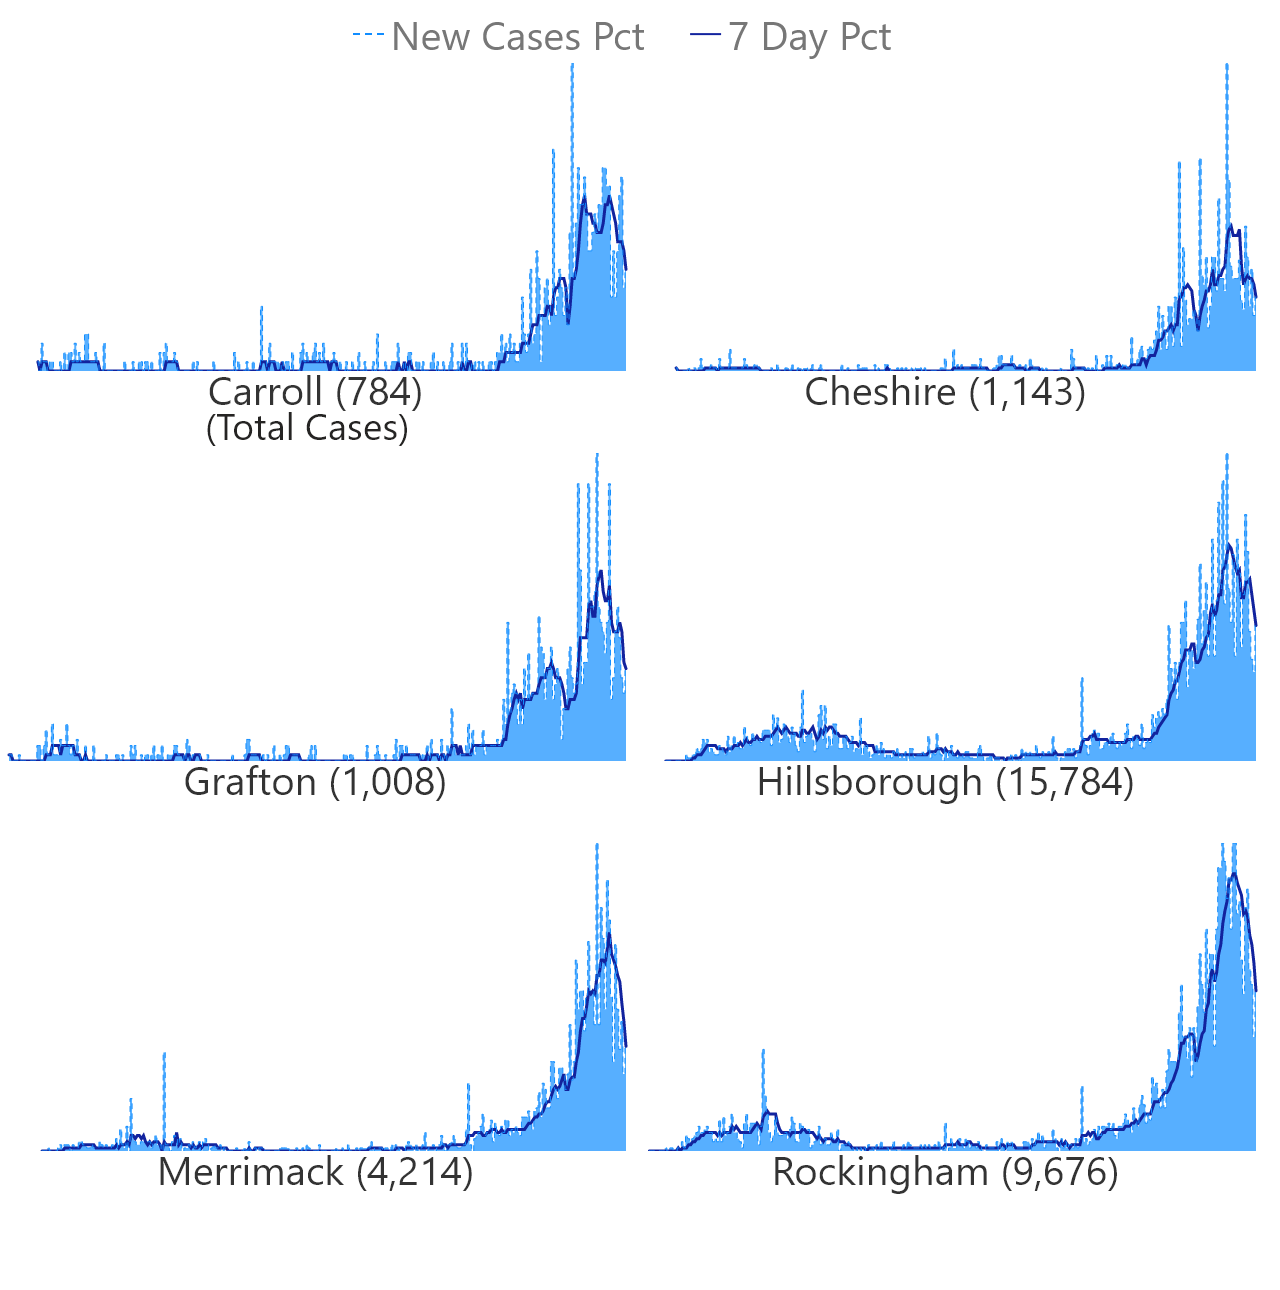 New Cases Pct 7 Day Pct
Carroll (784) Cheshire (1,143)
(Total Cases)
Grafton (1,008) Hillsborough (15,784)
Merrimack (4,214) Rockingham (9,676)